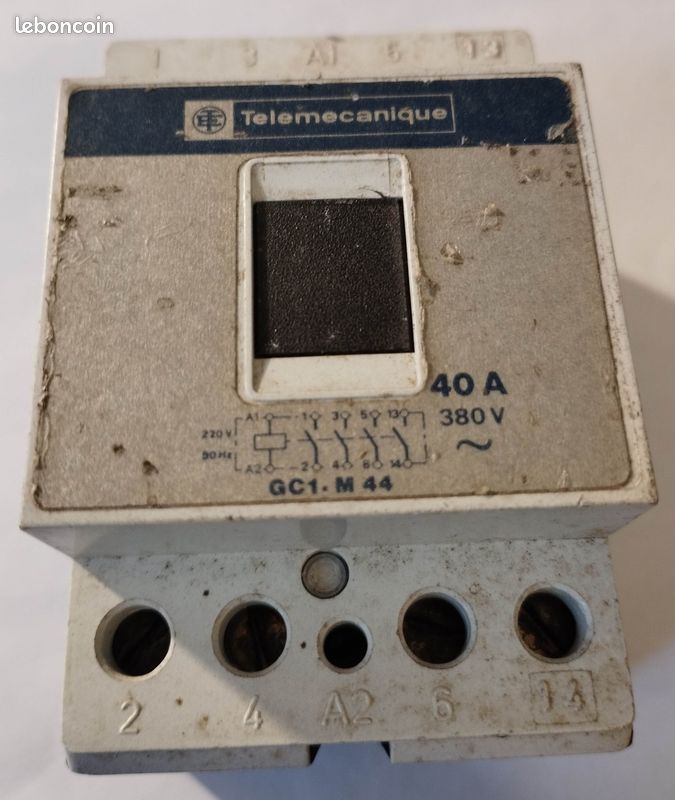 leboncoin
1 3 A1 5 13
Telemecanique
40 A
380 V
~
A1 1 3 5 13
220 V
50 Hz
A2 2 4 6 14
GC1-M 44
2 4 A2 6 14